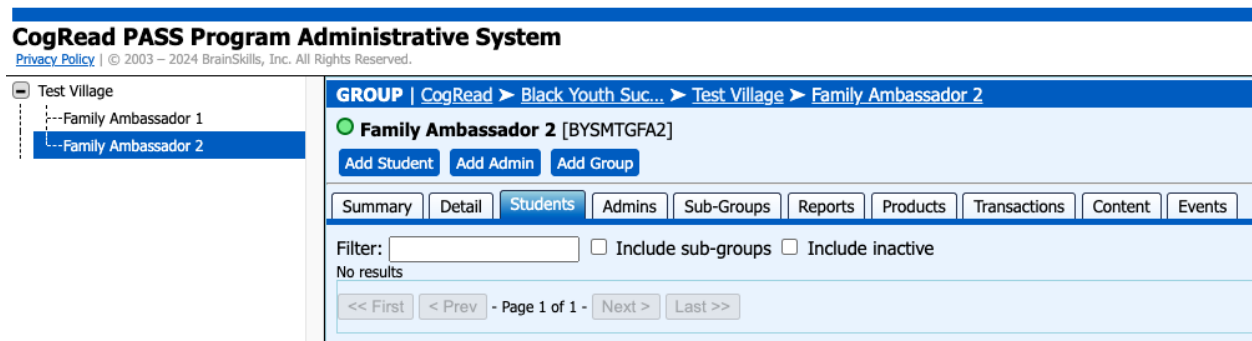 CogRead PASS Program Administrative System
Privacy Policy | © 2003 – 2024 BrainSkills, Inc. All Rights Reserved.
Test Village
Family Ambassador 1
Family Ambassador 2
GROUP | CogRead ➤ Black Youth Suc... ➤ Test Village ➤ Family Ambassador 2
Family Ambassador 2 [BYSMTGFA2]
Add Student Add Admin Add Group
Summary Detail Students Admins Sub-Groups Reports Products Transactions Content Events
Filter: Include sub-groups Include inactive
No results
<< First < Prev - Page 1 of 1 - Next > Last >>